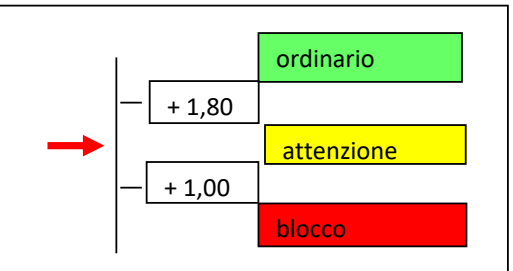 ordinario
+ 1,80
attenzione
+ 1,00
blocco